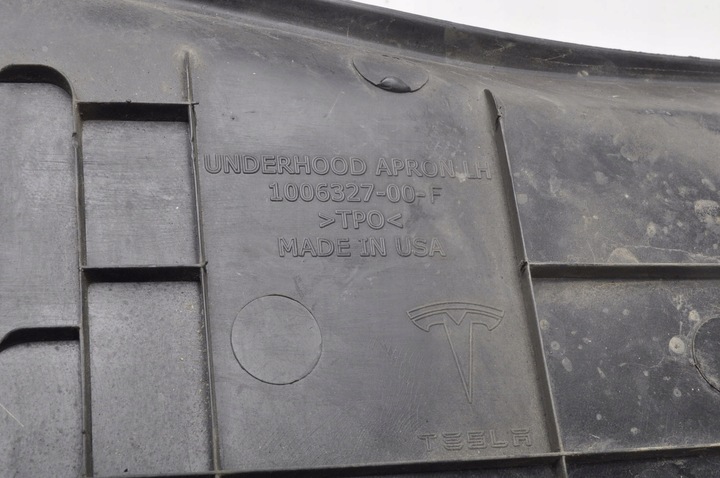 UNDERHOOD APRON LH
1006327-00-F
>TPO<
MADE IN USA
TESLA